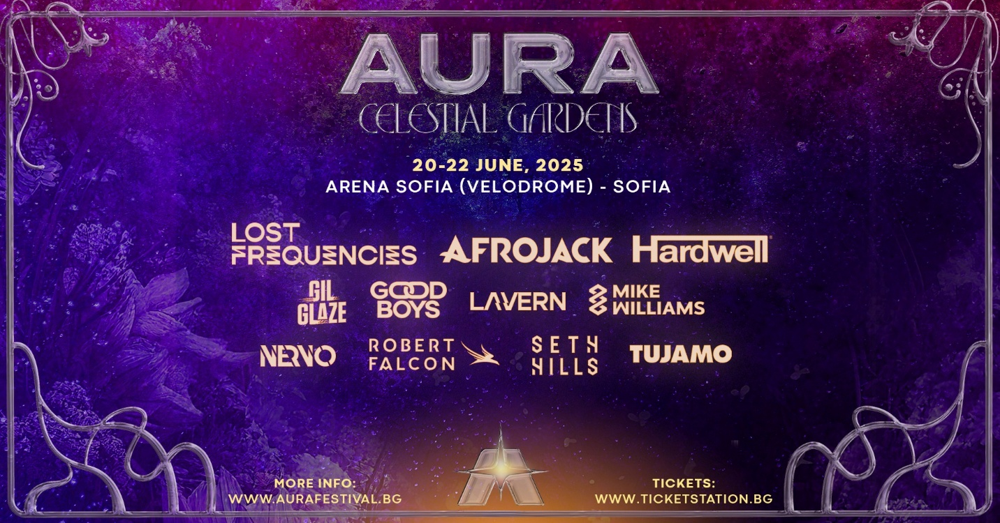 AURA
CELESTIAL GARDENS
20-22 JUNE, 2025
ARENA SOFIA (VELODROME) - SOFIA
LOST
FREQUENCIES
AFROJACK
Hardwell®
GIL
GLAZE
GOOD
BOYS
LAVERN
MIKE
WILLIAMS
NERVO
ROBERT
FALCON
SETH
HILLS
TUJAMO
MORE INFO:
WWW.AURAFESTIVAL.BG
A
TICKETS:
WWW.TICKETSTATION.BG